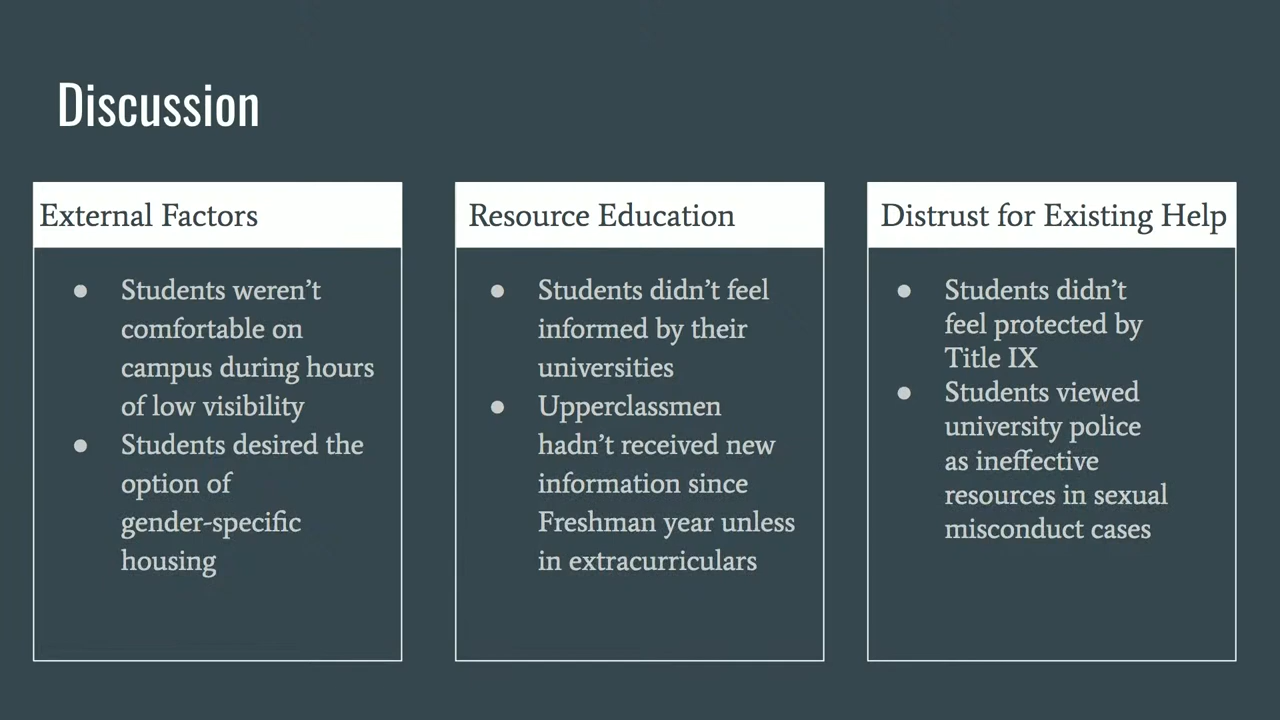 Discussion
External Factors
● Students weren’t
comfortable on
campus during hours
of low visibility
● Students desired the
option of
gender-specific
housing
Resource Education
● Students didn’t feel
informed by their
universities
● Upperclassmen
hadn’t received new
information since
Freshman year unless
in extracurriculars
Distrust for Existing Help
● Students didn’t
feel protected by
Title IX
● Students viewed
university police
as ineffective
resources in sexual
misconduct cases